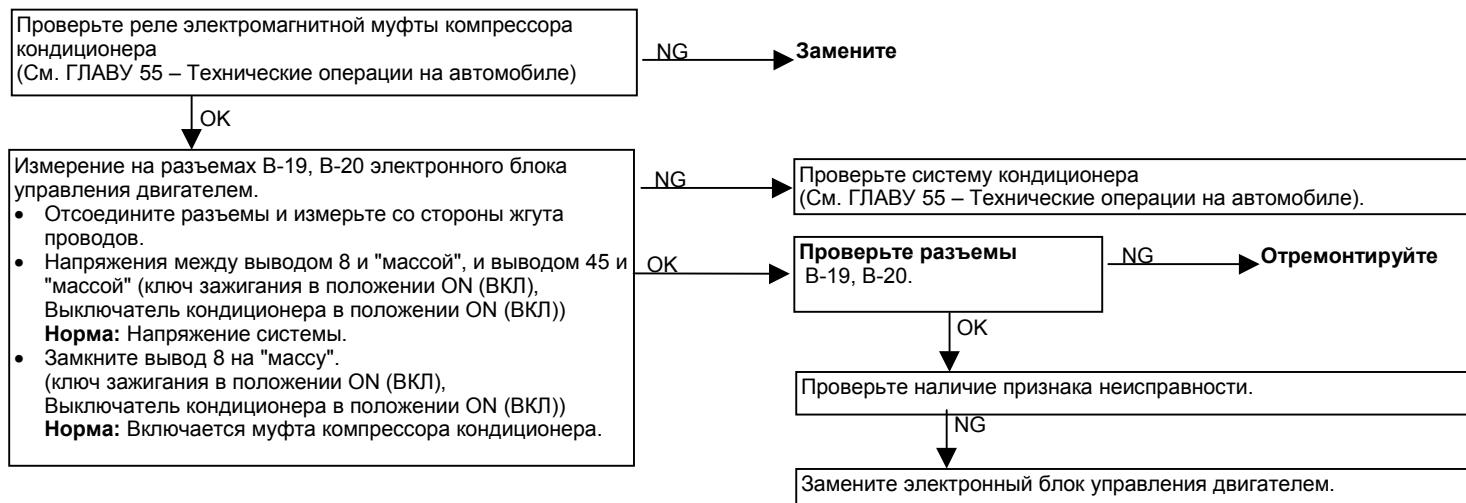 Проверьте реле электромагнитной муфты компрессора
кондиционера
(См. ГЛАВУ 55 – Технические операции на автомобиле)
NG
Замените
OK
Измерение на разъемах В-19, В-20 электронного блока
управления двигателем.
• Отсоедините разъемы и измерьте со стороны жгута
проводов.
• Напряжения между выводом 8 и "массой", и выводом 45 и
"массой" (ключ зажигания в положении ON (ВКЛ),
Выключатель кондиционера в положении ON (ВКЛ))
Норма: Напряжение системы.
• Замкните вывод 8 на "массу".
(ключ зажигания в положении ON (ВКЛ),
Выключатель кондиционера в положении ON (ВКЛ))
Норма: Включается муфта компрессора кондиционера.
NG
Проверьте систему кондиционера
(См. ГЛАВУ 55 – Технические операции на автомобиле).
OK
Проверьте разъемы
В-19, В-20.
NG
Отремонтируйте
OK
Проверьте наличие признака неисправности.
NG
Замените электронный блок управления двигателем.